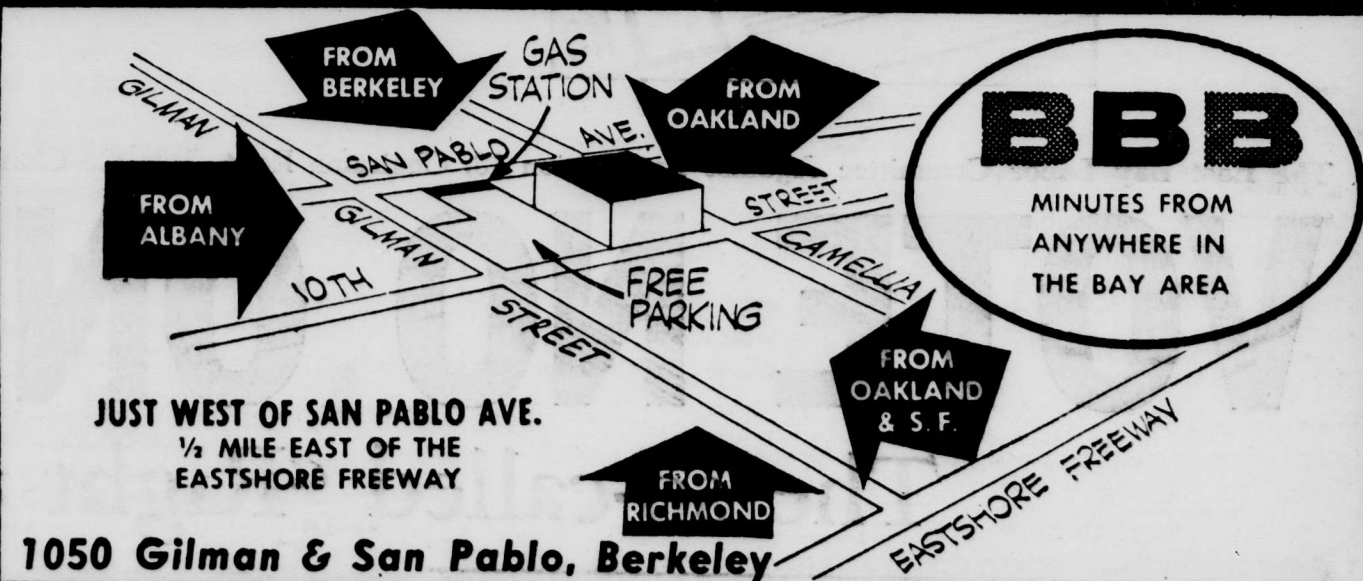 FROM
BERKELEY
GAS
STATION
FROM
OAKLAND
GILMAN
SAN PABLO AVE.
FROM
ALBANY
GILMAN
STREET
10TH
STREET
CAMELLIA
FREE
PARKING
BBB
MINUTES FROM
ANYWHERE IN
THE BAY AREA
FROM
OAKLAND
& S. F.
JUST WEST OF SAN PABLO AVE.
½ MILE EAST OF THE
EASTSHORE FREEWAY
FROM
RICHMOND
EASTSHORE FREEWAY
1050 Gilman & San Pablo, Berkeley